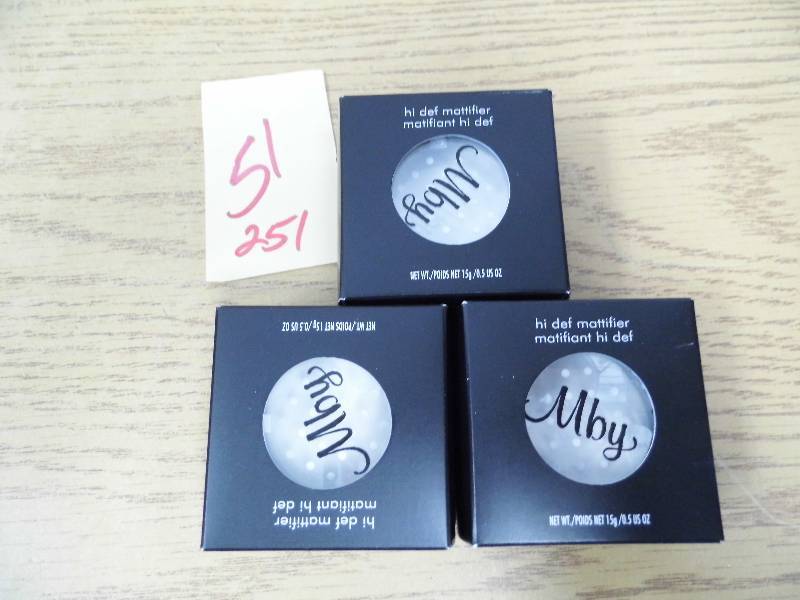 51
251
hi def mattifier
matifiant hi def
Mby
NET WT./POIDS NET 15g /0.5 US OZ
hi def mattifier
matifiant hi def
Mby
NET WT./POIDS NET 15g /0.5 US OZ
hi def mattifier
matifiant hi def
Mby
NET WT./POIDS NET 15g /0.5 US OZ